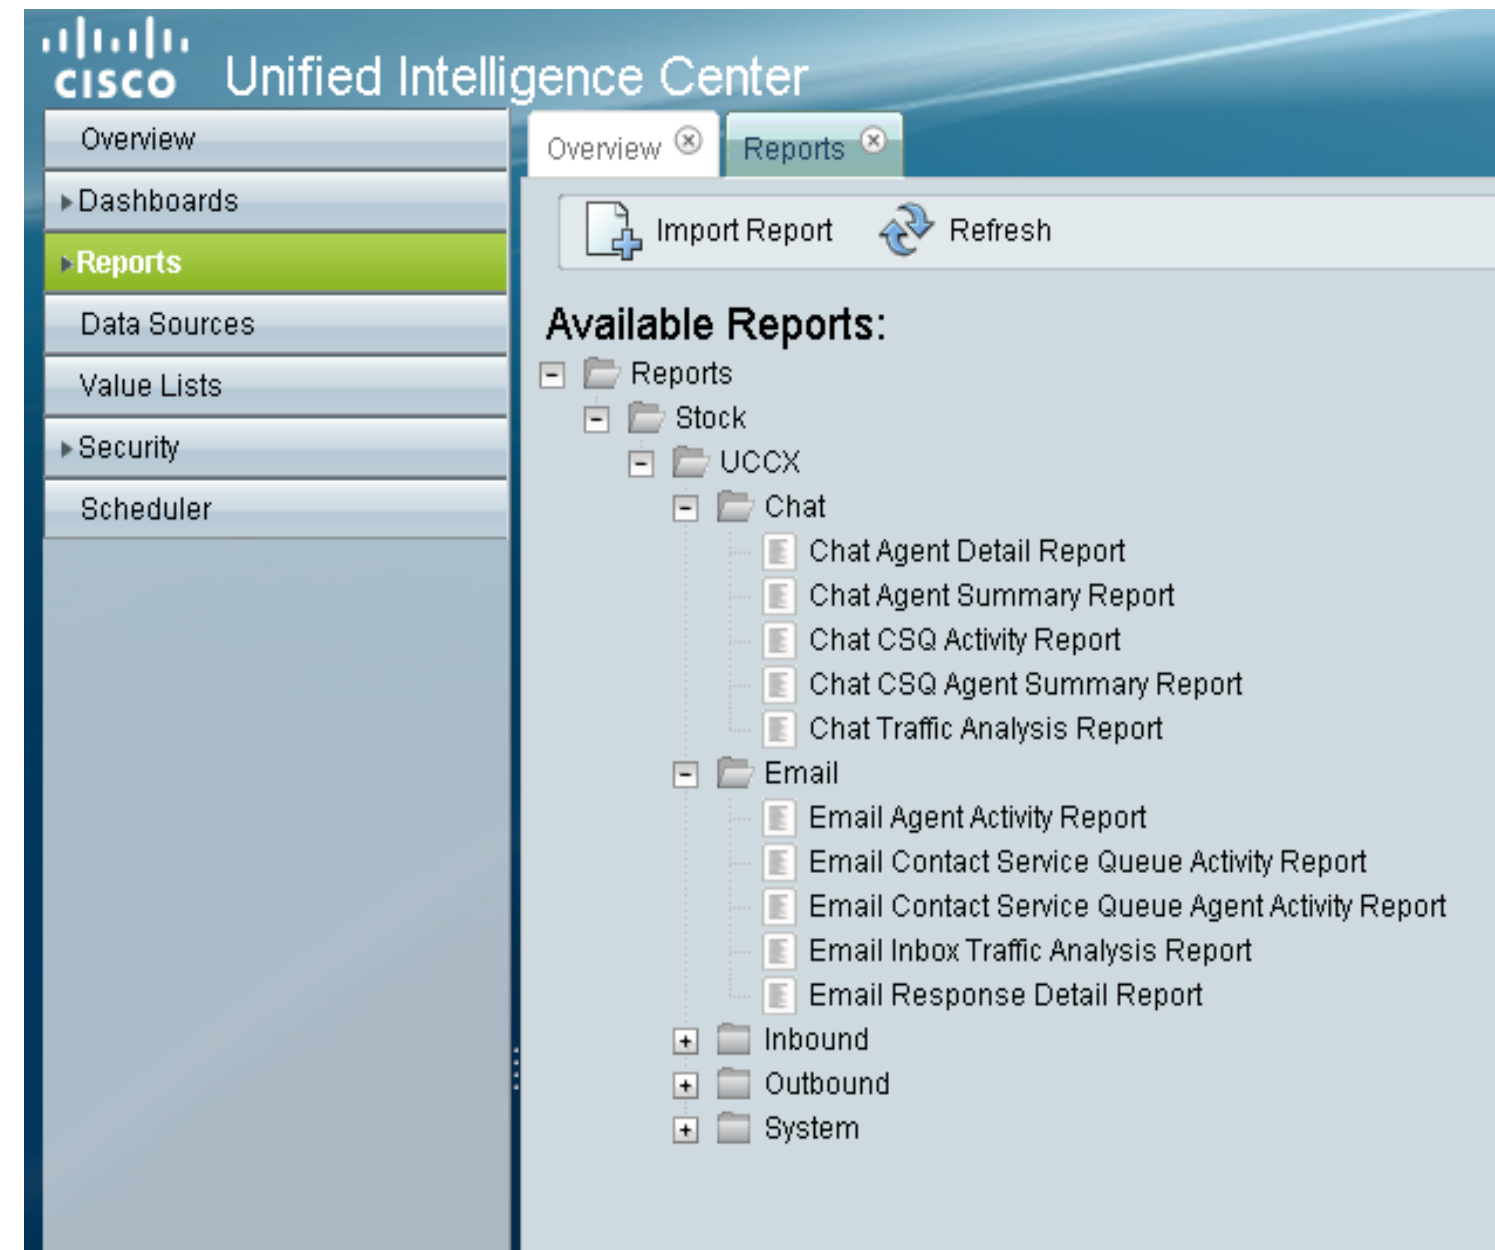 CISCO Unified Intelligence Center
Overview
Dashboards
Reports
Data Sources
Value Lists
Security
Scheduler
Overview Reports
Import Report Refresh
Available Reports:
Reports
Stock
UCCX
Chat
Chat Agent Detail Report
Chat Agent Summary Report
Chat CSQ Activity Report
Chat CSQ Agent Summary Report
Chat Traffic Analysis Report
Email
Email Agent Activity Report
Email Contact Service Queue Activity Report
Email Contact Service Queue Agent Activity Report
Email Inbox Traffic Analysis Report
Email Response Detail Report
Inbound
Outbound
System